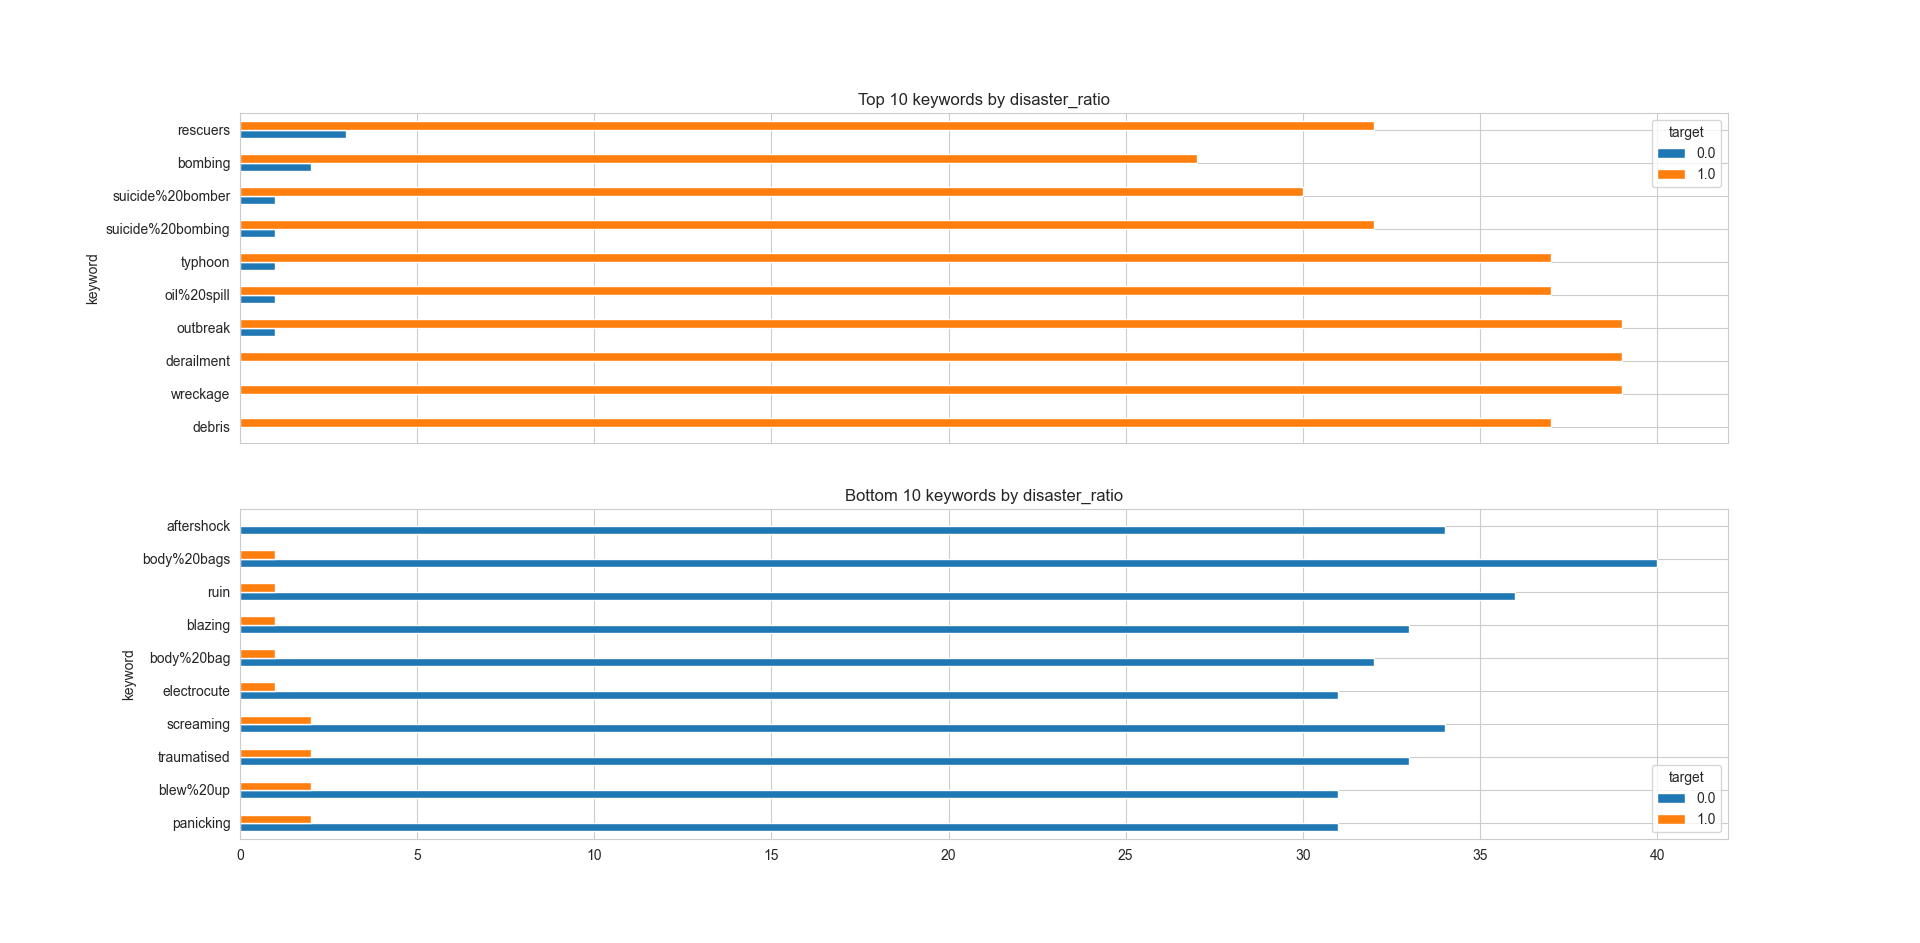 Top 10 keywords by disaster_ratio
keyword
rescuers
bombing
suicide%20bomber
suicide%20bombing
typhoon
oil%20spill
outbreak
derailment
wreckage
debris
target
0.0
1.0
Bottom 10 keywords by disaster_ratio
keyword
aftershock
body%20bags
ruin
blazing
body%20bag
electrocute
screaming
traumatised
blew%20up
panicking
target
0.0
1.0
0 5 10 15 20 25 30 35 40